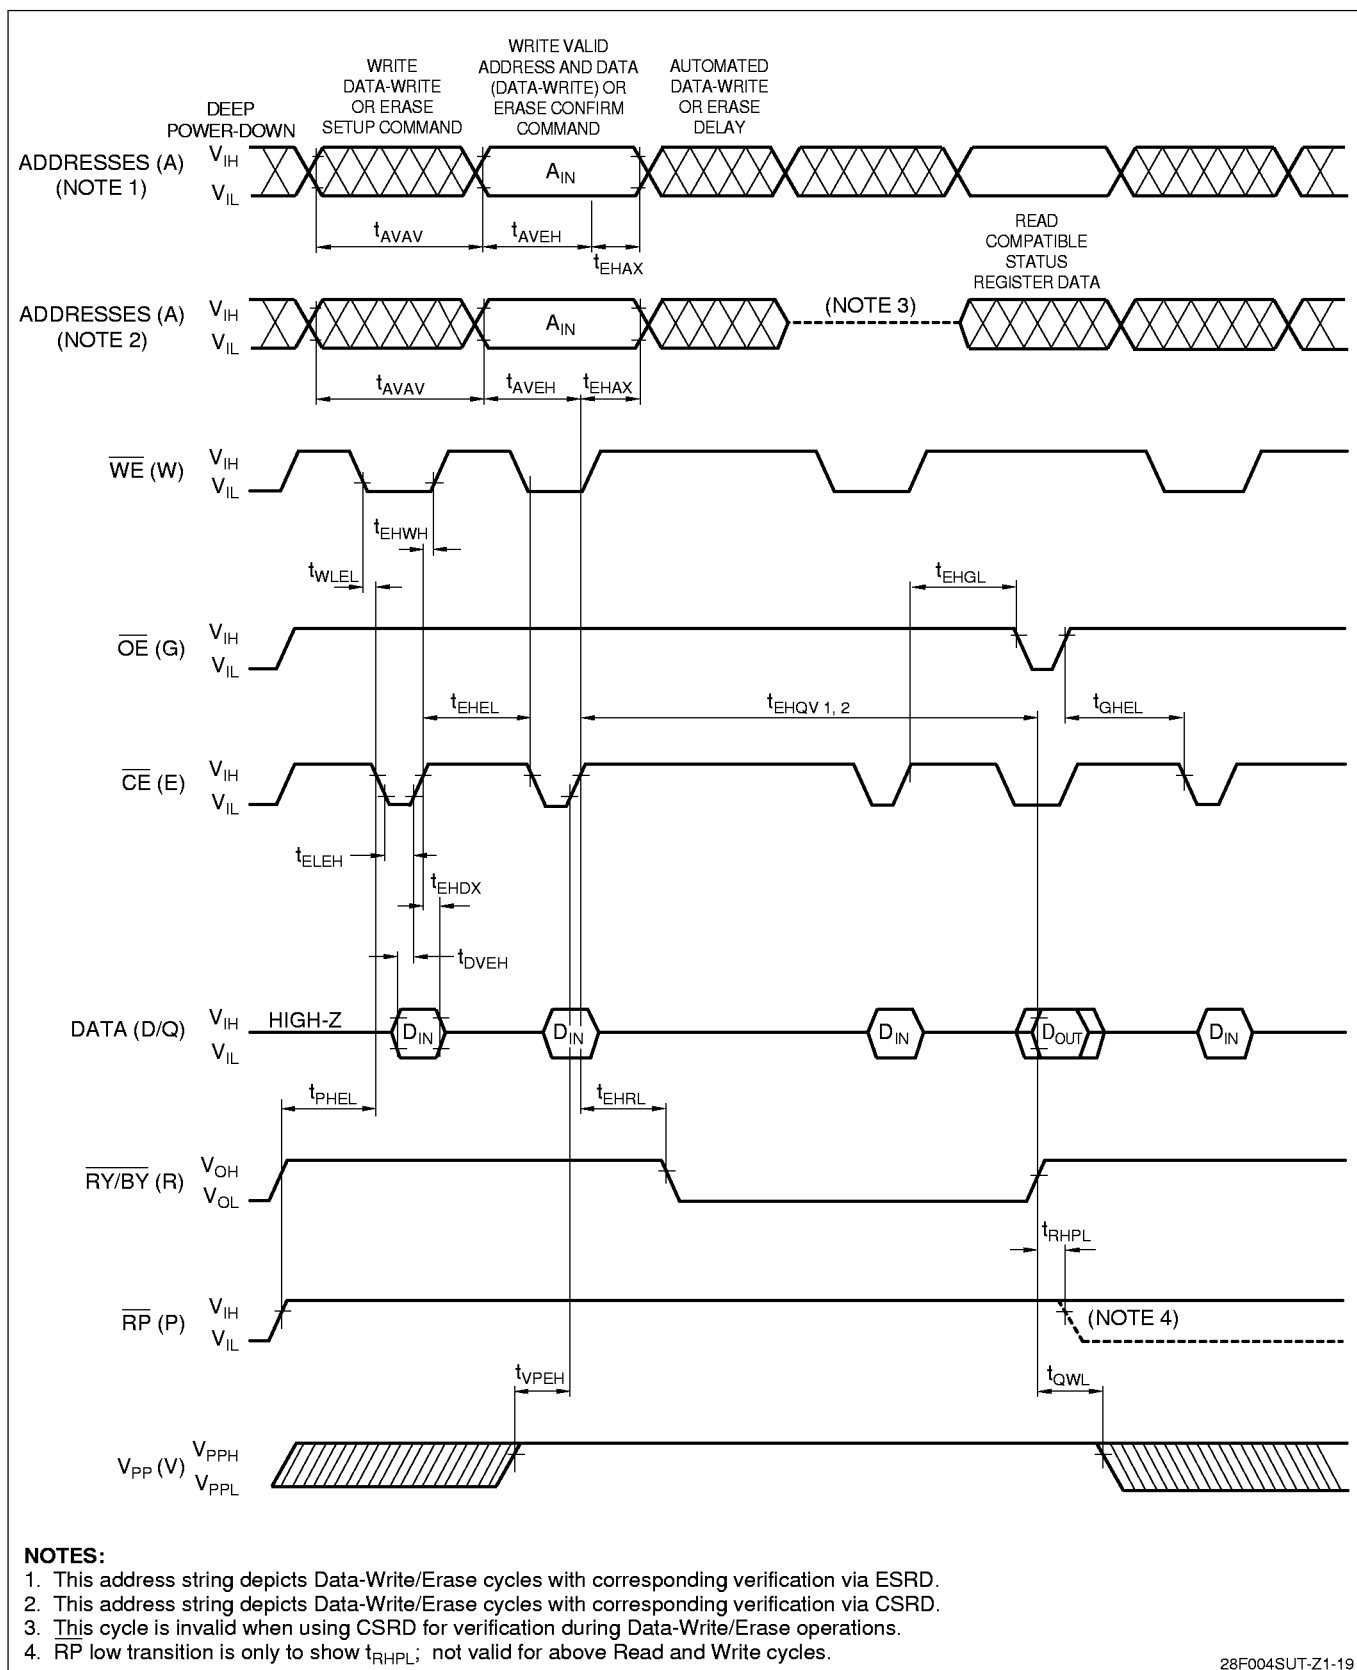 DEEP
POWER-DOWN
WRITE
DATA-WRITE
OR ERASE
SETUP COMMAND
WRITE VALID
ADDRESS AND DATA
(DATA-WRITE) OR
ERASE CONFIRM
COMMAND
AUTOMATED
DATA-WRITE
OR ERASE
DELAY
ADDRESSES (A)
(NOTE 1)
VIH
VIL
AIN
tAVAV
tAVEH
tEHAX
READ
COMPATIBLE
STATUS
REGISTER DATA
ADDRESSES (A)
(NOTE 2)
VIH
VIL
AIN
(NOTE 3)
tAVAV
tAVEH
tEHAX
WE (W)
VIH
VIL
tEHWH
tWLEL
tEHGL
OE (G)
VIH
VIL
tEHEL
tEHQV 1, 2
tGHEL
CE (E)
VIH
VIL
tELEH
tEHDX
tDVEH
DATA (D/Q)
VIH
VIL
HIGH-Z
DIN
DIN
DIN
DOUT
DIN
tPHEL
tEHRL
RY/BY (R)
VOH
VOL
tRHPL
RP (P)
VIH
VIL
(NOTE 4)
tVPEH
tQWL
VPP (V)
VPPH
VPPL
NOTES:
1. This address string depicts Data-Write/Erase cycles with corresponding verification via ESRD.
2. This address string depicts Data-Write/Erase cycles with corresponding verification via CSRD.
3. This cycle is invalid when using CSRD for verification during Data-Write/Erase operations.
4. RP low transition is only to show tRHPL; not valid for above Read and Write cycles.
28F004SUT-Z1-19